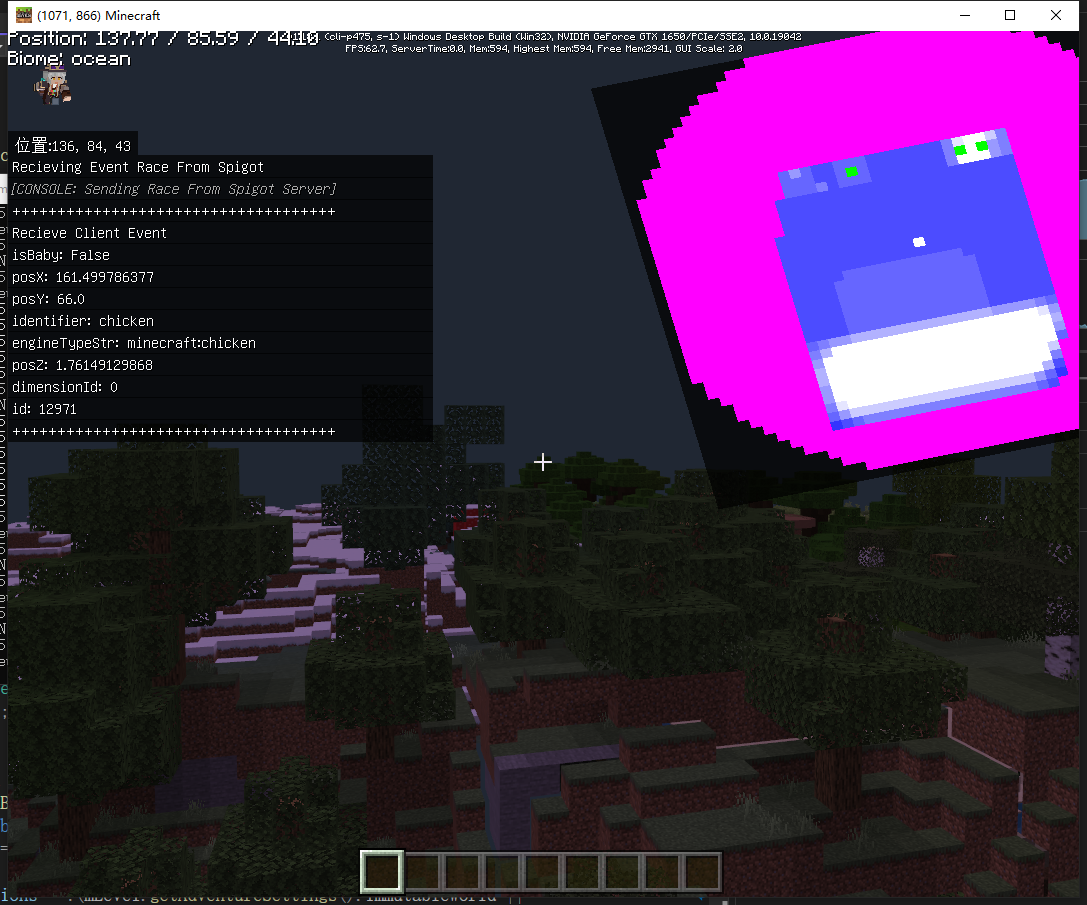 (1071, 866) Minecraft
Position: 137.77 / 85.59 / 44.10
(cli-p475, s-1) Windows Desktop Build (Win32), NVIDIA GeForce GTX 1650/PCIe/SSE2, 10.0.19042
FPS:62.7, ServerTime:0.0, Mem:594, Highest Mem:594, Free Mem:2941, GUI Scale: 2.0
Biome: ocean
位置:136, 84, 43
Recieving Event Race From Spigot
[CONSOLE: Sending Race From Spigot Server]
++++++++++++++++++++++++++++++++++++
Recieve Client Event
isBaby: False
posX: 161.499786377
posY: 66.0
identifier: chicken
engineTypeStr: minecraft:chicken
posZ: 1.76149129868
dimensionId: 0
id: 12971
++++++++++++++++++++++++++++++++++++